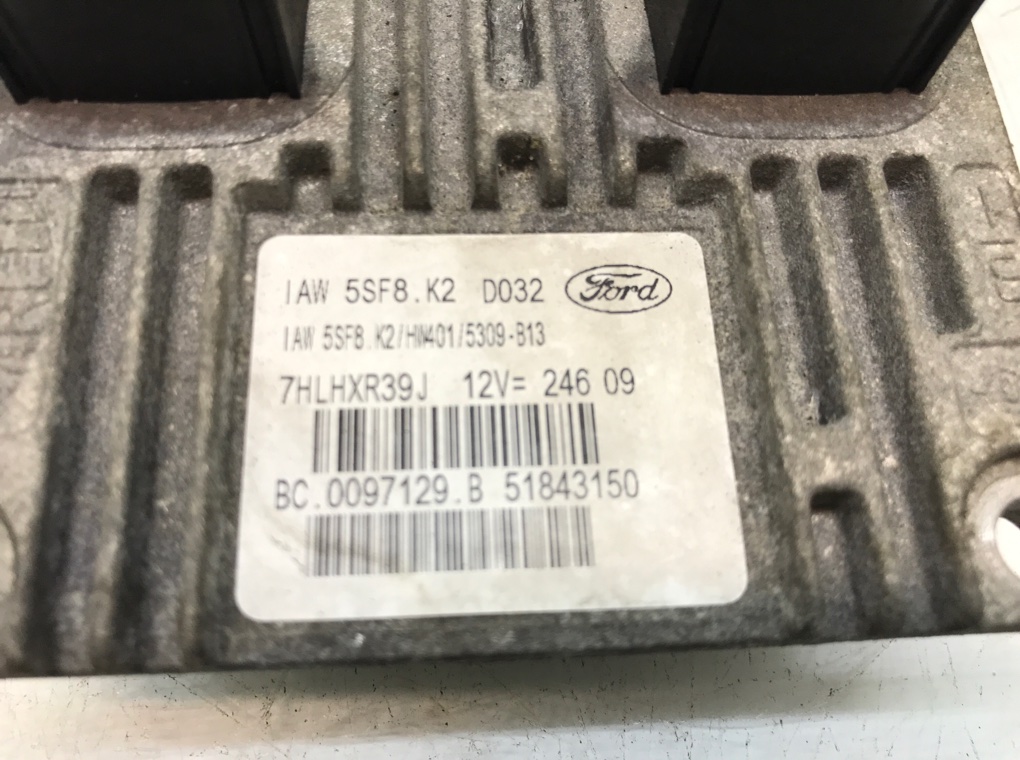 IAW 5SF8.K2 D032 Ford
IAW 5SF8.K2/HW401/5309-B13
7HLHXR39J 12V= 246 09
BC.0097129.B 51843150